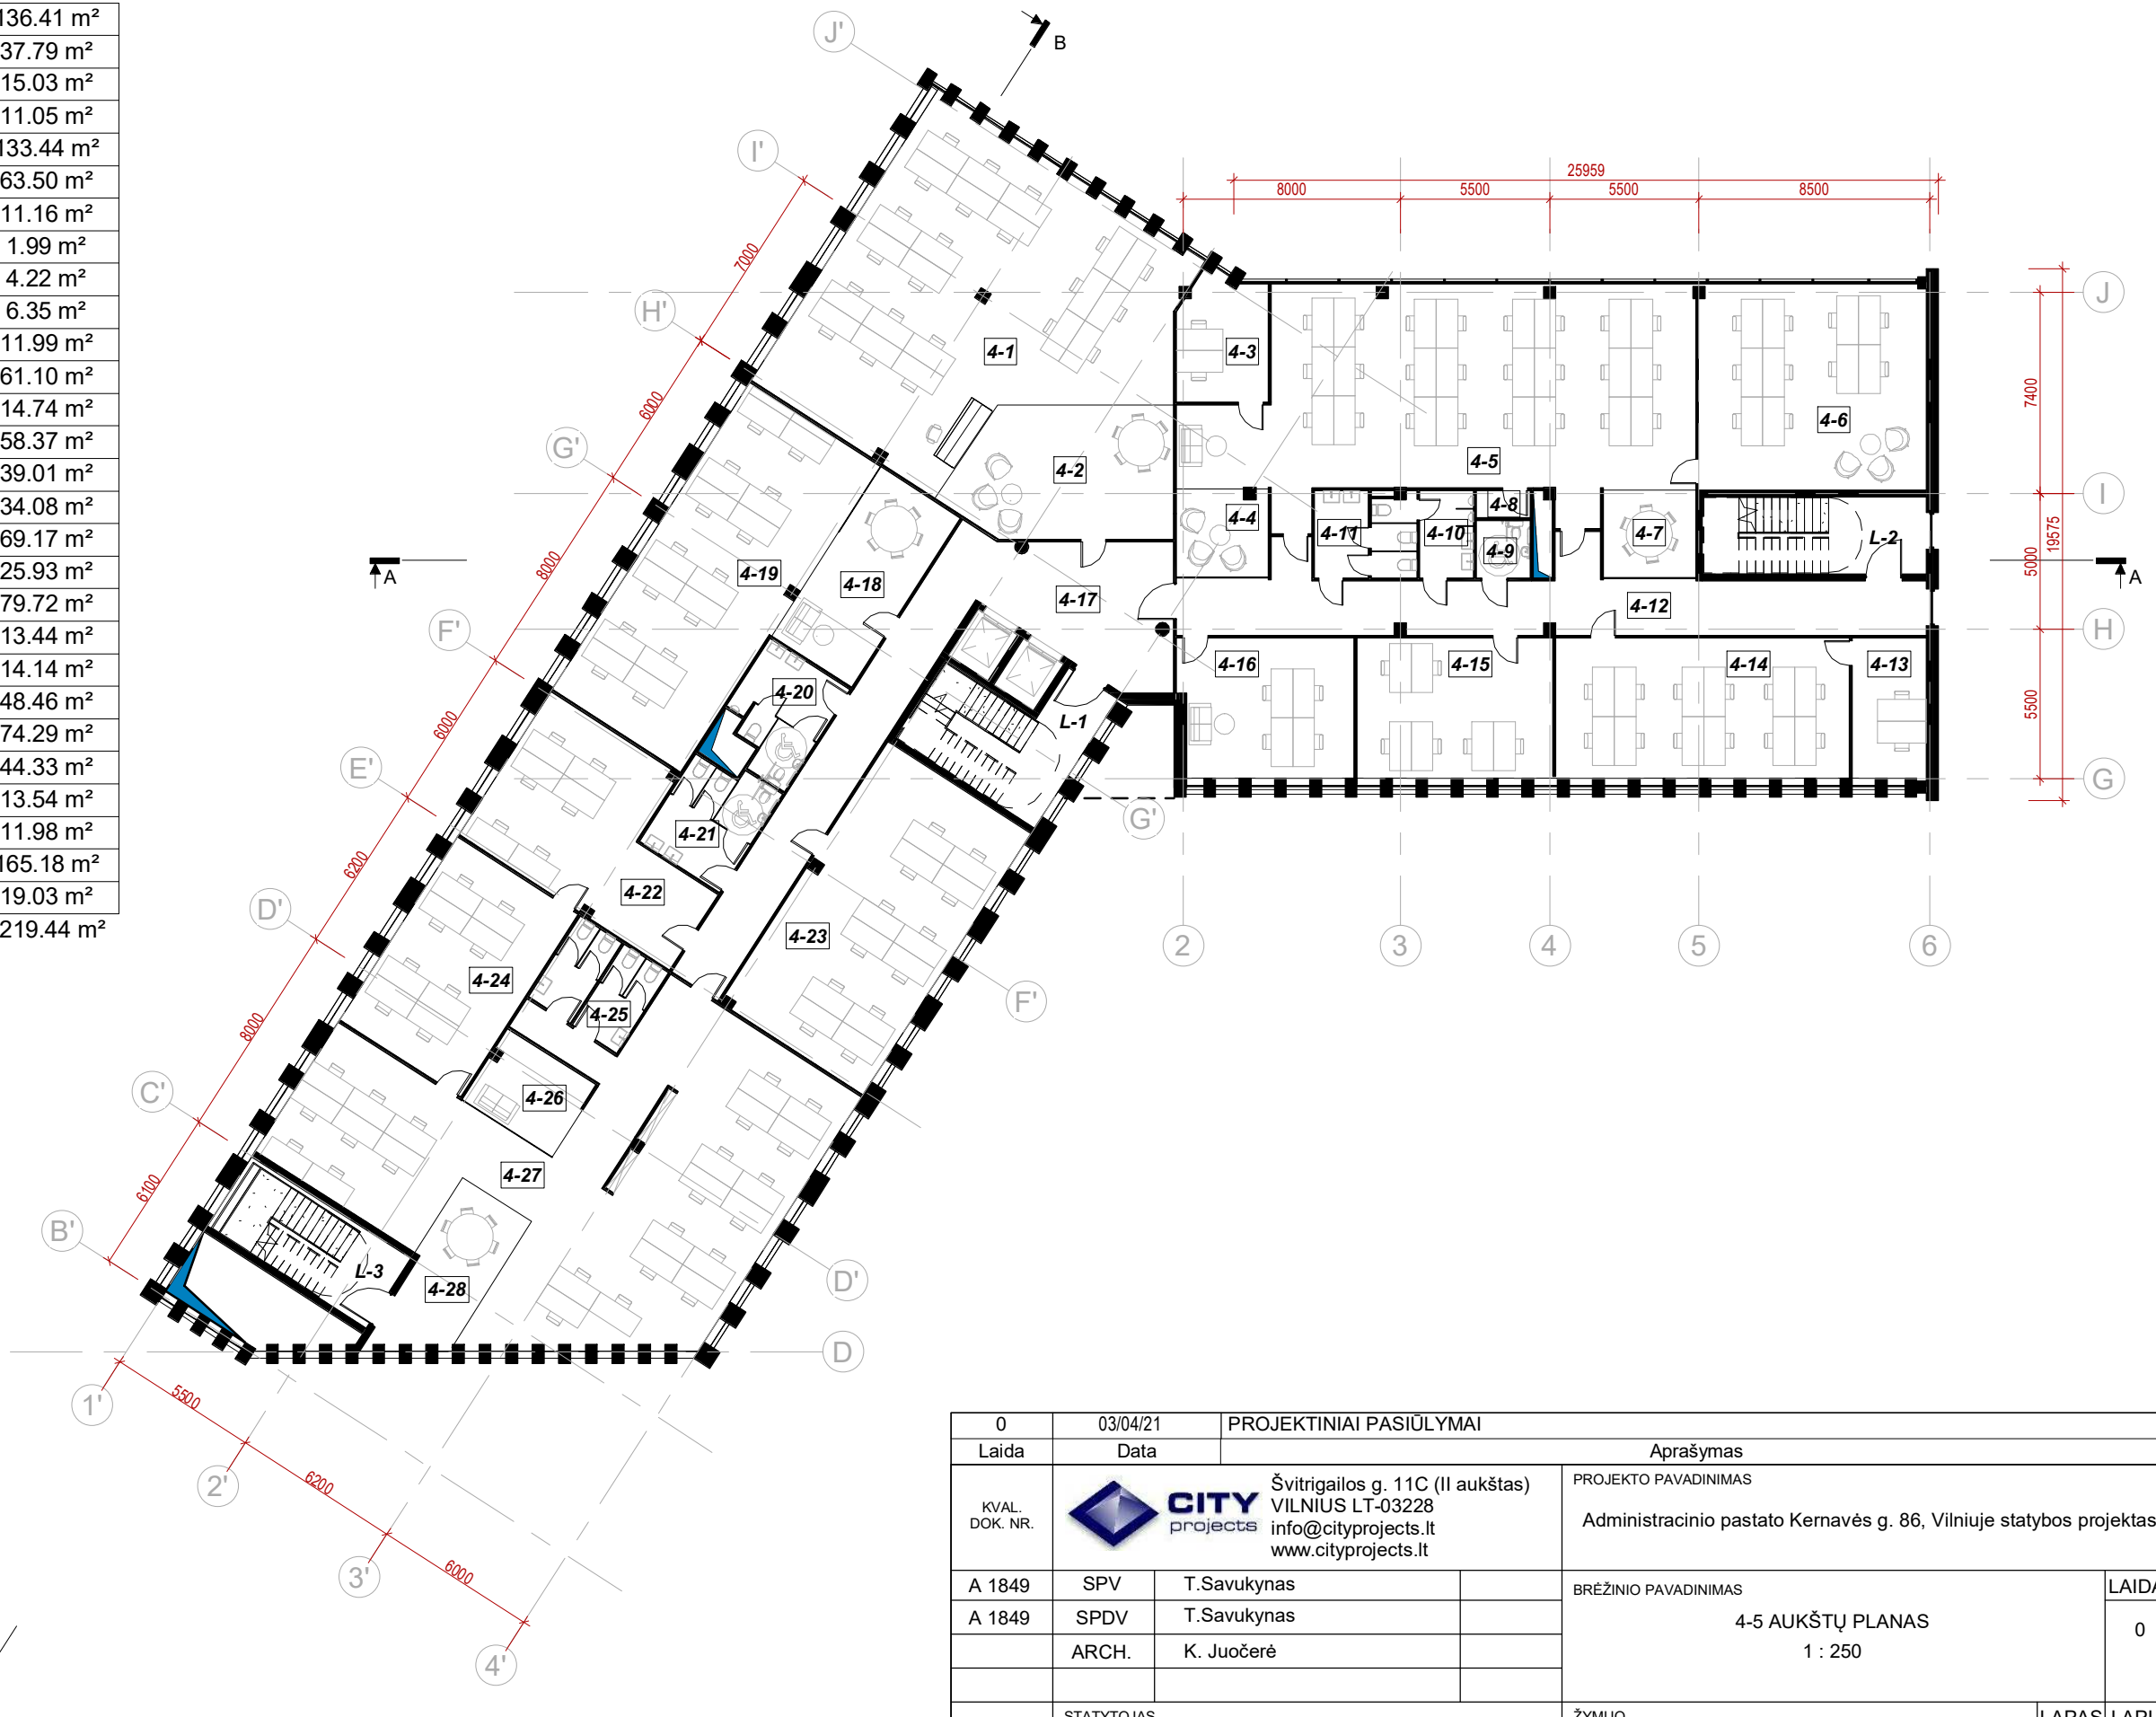 136.41 m²
37.79 m²
15.03 m²
11.05 m²
133.44 m²
63.50 m²
11.16 m²
1.99 m²
4.22 m²
6.35 m²
11.99 m²
61.10 m²
14.74 m²
58.37 m²
39.01 m²
34.08 m²
69.17 m²
25.93 m²
79.72 m²
13.44 m²
14.14 m²
48.46 m²
74.29 m²
44.33 m²
13.54 m²
11.98 m²
165.18 m²
19.03 m²
219.44 m²
J'
B
I'
25959
8000 5500 5500 8500
7000
H'
J
4-1
4-3
6000
7400
4-6
G'
4-2
4-5
I
4-4
4-8
4-11
4-10
4-7
L-2
19575
4-9
8000
A
4-19
4-18
5000
A
4-17
4-12
F'
H
4-16
4-15
4-14
4-13
4-20
6000
L-1
5500
E'
G
G'
4-21
6200
4-22
D'
4-23
2 3 4 5 6
4-24
F'
4-25
8000
C'
4-26
4-27
6100
B'
L-3
4-28
D'
D
5500
1'
2'
6200
3'
6000
4'
0 03/04/21 PROJEKTINIAI PASIŪLYMAI
Laida Data Aprašymas
KVAL.
DOK. NR.
CITY
projects
Švitrigailos g. 11C (II aukštas)
VILNIUS LT-03228
info@cityprojects.lt
www.cityprojects.lt
PROJEKTO PAVADINIMAS
Administracinio pastato Kernavės g. 86, Vilniuje statybos projektas
A 1849 SPV T.Savukynas
A 1849 SPDV T.Savukynas
ARCH. K. Juočerė
BRĖŽINIO PAVADINIMAS
4-5 AUKŠTŲ PLANAS
1 : 250
LAIDA
0
STATYTOJAS
ŽYMUO
LAPAS